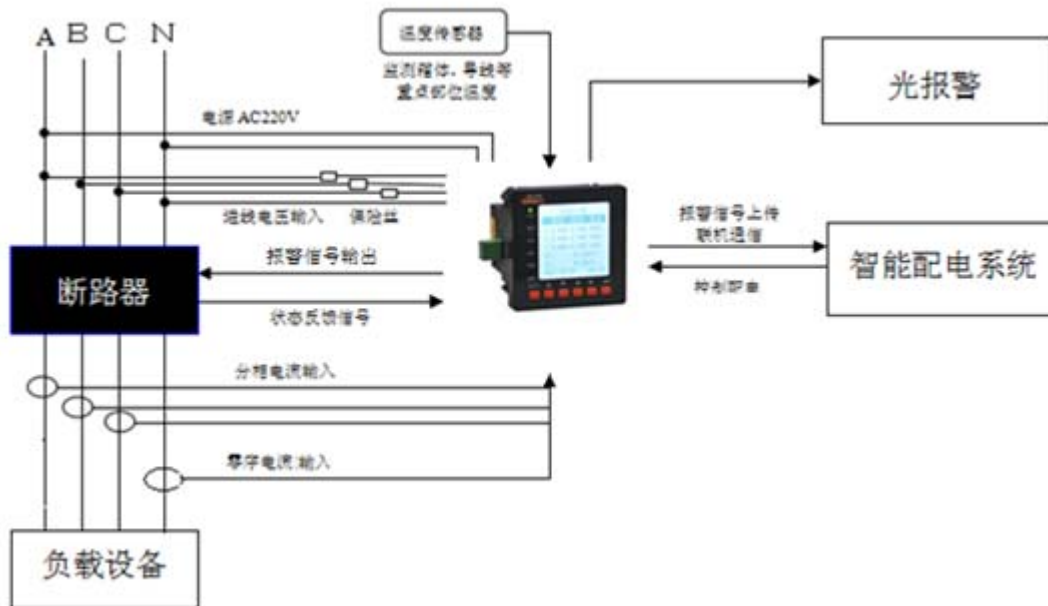 A B C N
温度传感器
监测箱体、导线等
重点部位温度
光报警
电源 AC220V
进线电压输入
保险丝
报警信号上传
联机通信
智能配电系统
控制配电
报警信号输出
断路器
状态反馈信号
分相电流输入
零序电流输入
负载设备